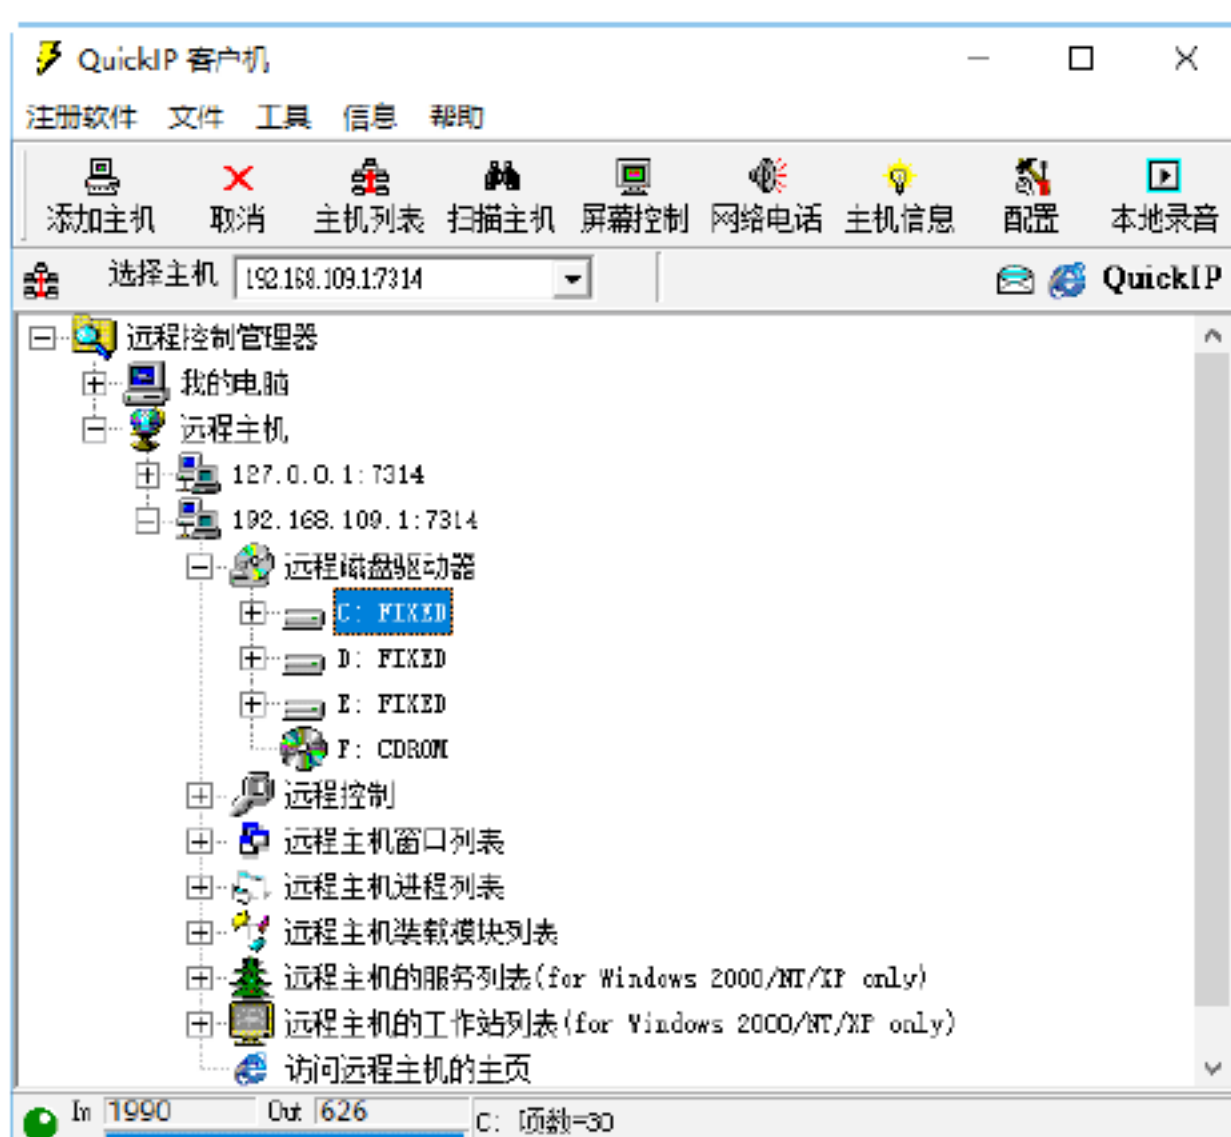 QuickIP 客户机
注册软件 文件 工具 信息 帮助
添加主机 取消 主机列表 扫描主机 屏幕控制 网络电话 主机信息 配置 本地录音
选择主机 192.168.109.1:7314 QuickIP
远程控制管理器
我的电脑
远程主机
127.0.0.1:7314
192.168.109.1:7314
远程磁盘驱动器
C: FIXED
D: FIXED
E: FIXED
F: CDROM
远程控制
远程主机窗口列表
远程主机进程列表
远程主机装载模块列表
远程主机的服务列表(for Windows 2000/NT/XP only)
远程主机的工作站列表(for Windows 2000/NT/XP only)
访问远程主机的主页
In 1990 Out 626 C: 项数=30